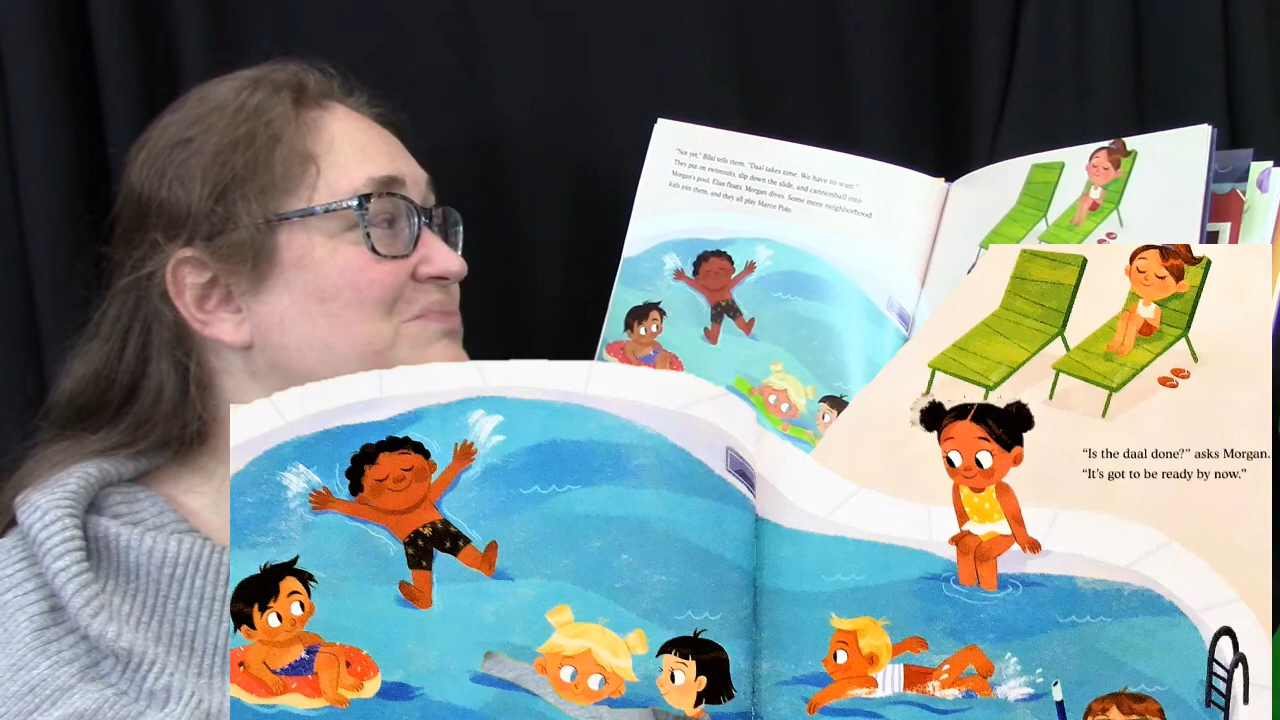 "Not yet," Bilal tells them. "Daal takes time. We have to wait."
They put on swimsuits, slip down the slide, and cannonball into
Morgan's pool. Elias floats. Morgan dives. Some more neighborhood
kids join them, and they all play Marco Polo.
"Is the daal done?" asks Morgan.
"It's got to be ready by now."